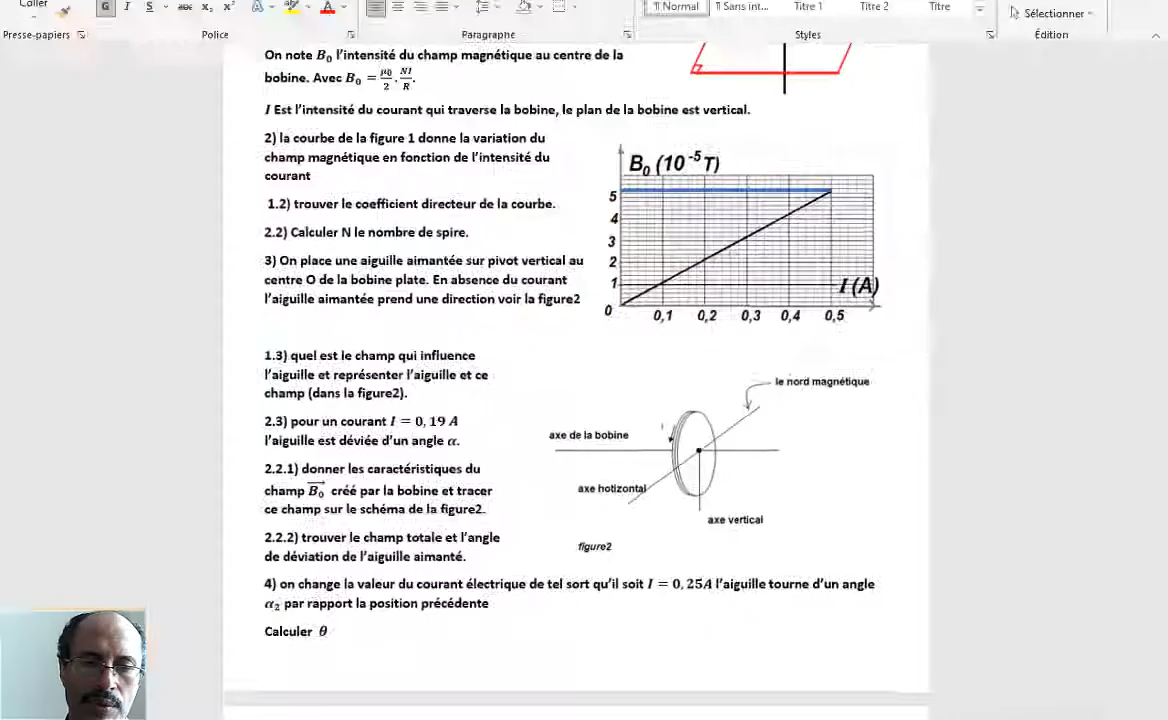 Caller
G I S abc x₂ x² A aby A
¶ Normal ¶ Sans int... Titre 1 Titre 2 Titre
Sélectionner
Presse-papiers Police Paragraphe Styles Édition
On note B₀ l'intensité du champ magnétique au centre de la
bobine. Avec B₀ = μ₀/2 . NI/R.
I Est l'intensité du courant qui traverse la bobine, le plan de la bobine est vertical.
2) la courbe de la figure 1 donne la variation du
champ magnétique en fonction de l'intensité du
courant
1.2) trouver le coefficient directeur de la courbe.
2.2) Calculer N le nombre de spire.
3) On place une aiguille aimantée sur pivot vertical au
centre O de la bobine plate. En absence du courant
l'aiguille aimantée prend une direction voir la figure2
B₀ (10⁻⁵T)
5
4
3
2
1
0
I (A)
0,1 0,2 0,3 0,4 0,5
1.3) quel est le champ qui influence
l'aiguille et représenter l'aiguille et ce
champ (dans la figure2).
2.3) pour un courant I = 0,19 A
l'aiguille est déviée d'un angle α.
2.2.1) donner les caractéristiques du
champ B₀⃗ créé par la bobine et tracer
ce champ sur le schéma de la figure2.
2.2.2) trouver le champ totale et l'angle
de déviation de l'aiguille aimanté.
le nord magnétique
axe de la bobine
i
axe hotizontal
axe vertical
figure2
4) on change la valeur du courant électrique de tel sort qu'il soit I = 0,25A l'aiguille tourne d'un angle
α₂ par rapport la position précédente
Calculer θ